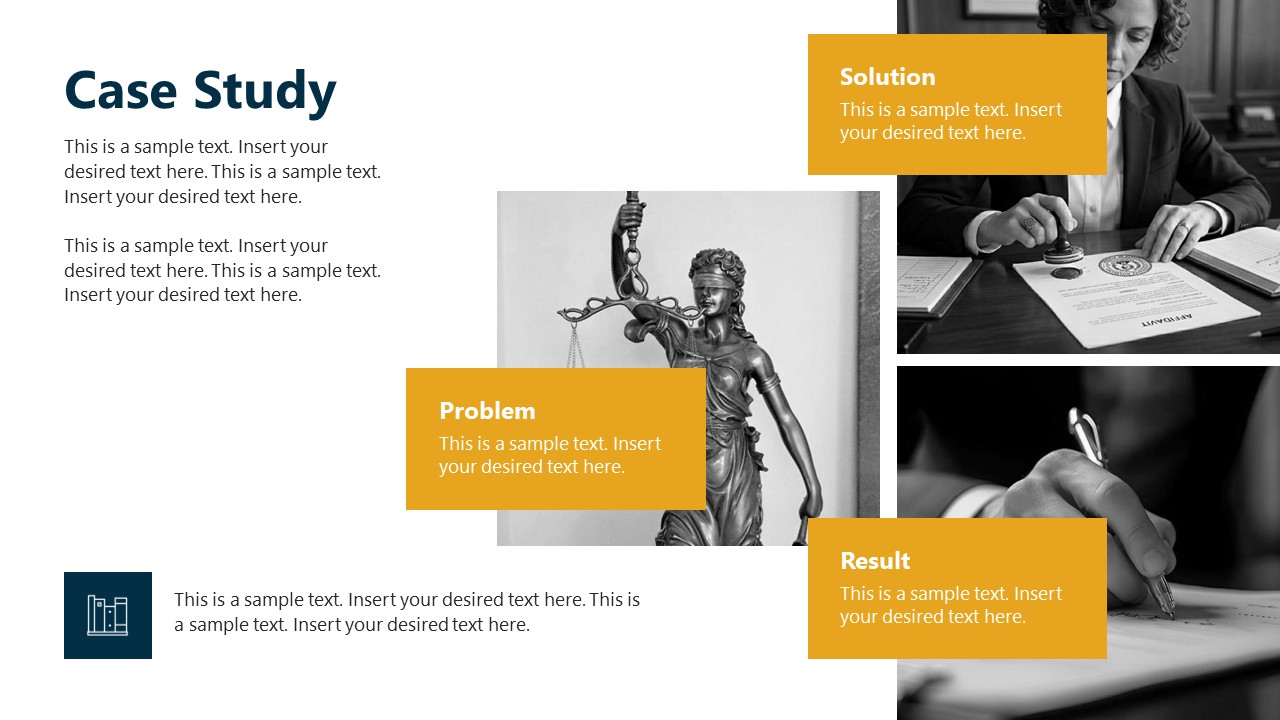 Case Study
This is a sample text. Insert your
desired text here. This is a sample text.
Insert your desired text here.
This is a sample text. Insert your
desired text here. This is a sample text.
Insert your desired text here.
Solution
This is a sample text. Insert
your desired text here.
AFFIDAVIT
Problem
This is a sample text. Insert
your desired text here.
Result
This is a sample text. Insert
your desired text here.
This is a sample text. Insert your desired text here. This is
a sample text. Insert your desired text here.